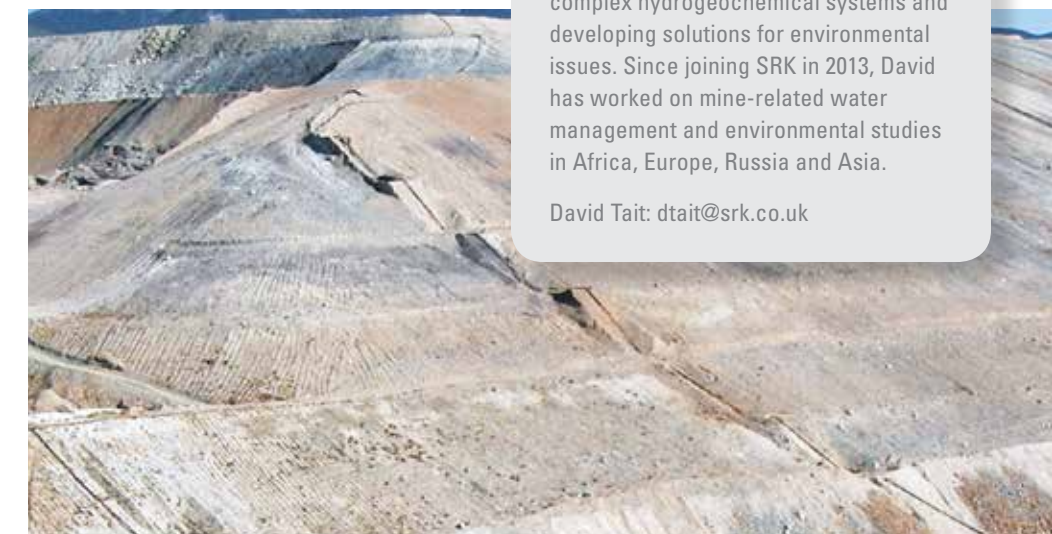 complex hydrogeochemical systems and
developing solutions for environmental
issues. Since joining SRK in 2013, David
has worked on mine-related water
management and environmental studies
in Africa, Europe, Russia and Asia.
David Tait: dtait@srk.co.uk